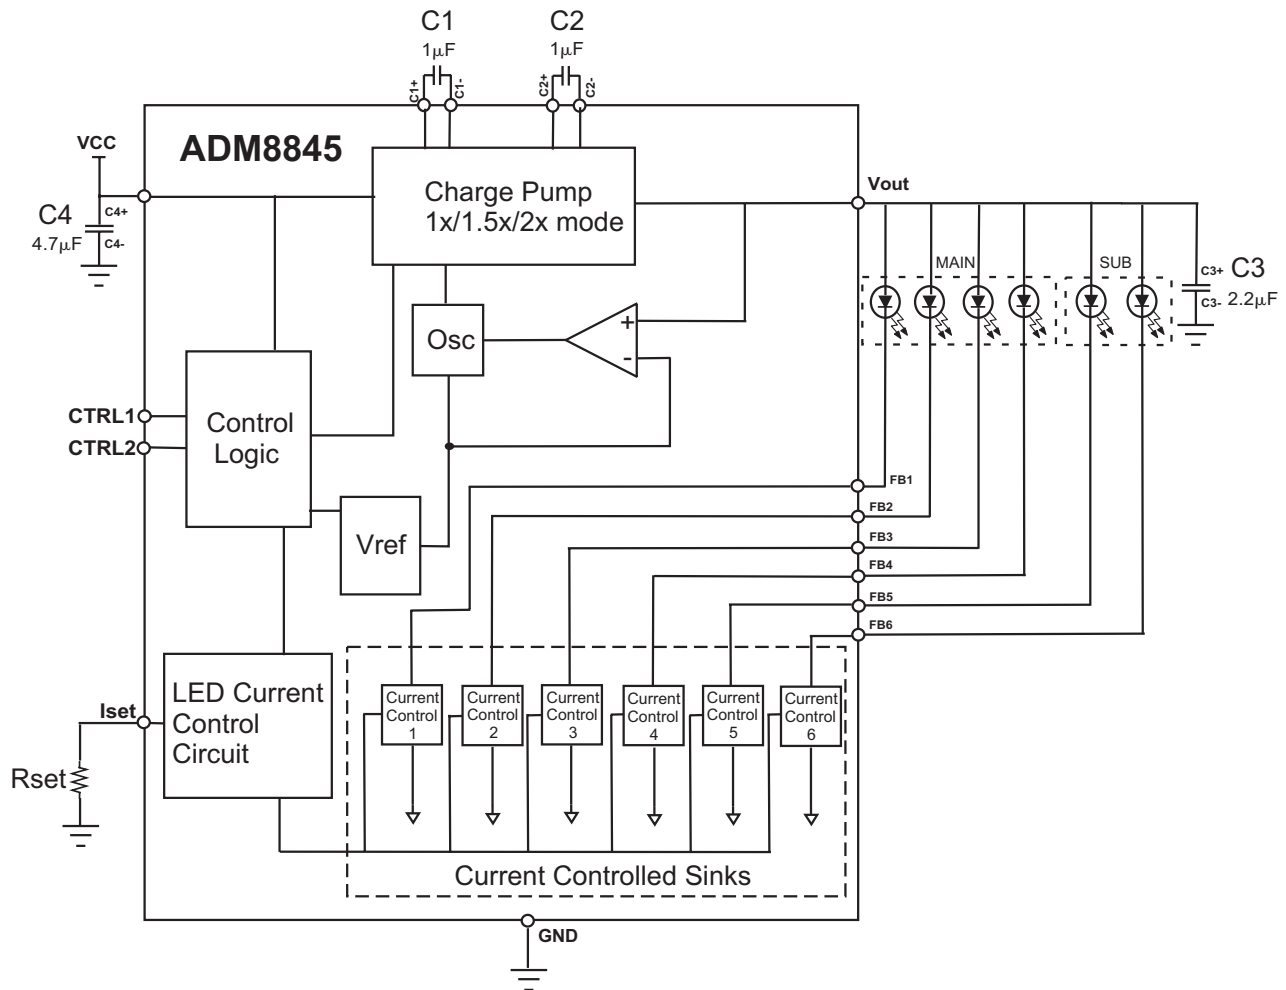 C1
1μF
C2
1μF
C1+
C1-
C2+
C2-
VCC
ADM8845
Charge Pump
1x/1.5x/2x mode
Vout
C4
4.7μF
C4+
C4-
MAIN
SUB
C3+
C3-
C3
2.2μF
Osc
+
-
CTRL1
CTRL2
Control
Logic
Vref
FB1
FB2
FB3
FB4
FB5
FB6
LED Current
Control
Circuit
Iset
Rset
Current
Control
1
Current
Control
2
Current
Control
3
Current
Control
4
Current
Control
5
Current
Control
6
Current Controlled Sinks
GND